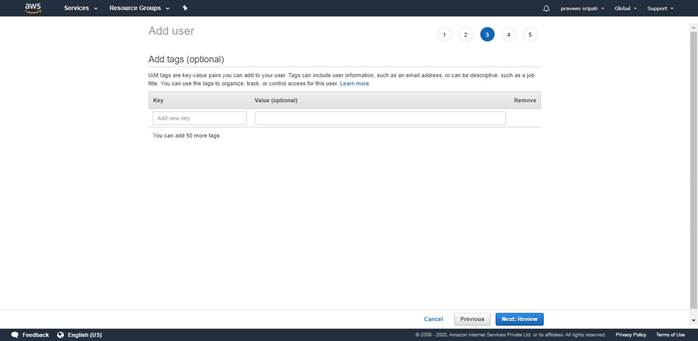 aws Services Resource Groups praveen sripati Global Support
Add user 1 2 3 4 5
Add tags (optional)
IAM tags are key-value pairs you can add to your user. Tags can include user information, such as an email address, or can be descriptive, such as a job
title. You can use the tags to organize, track, or control access for this user. Learn more
Key Value (optional) Remove
Add new key
You can add 50 more tags.
Cancel Previous Next: Review
Feedback English (US) © 2008 - 2020, Amazon Internet Services Private Ltd. or its affiliates. All rights reserved. Privacy Policy Terms of Use